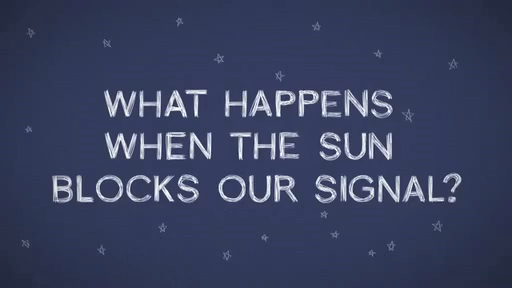 WHAT HAPPENS
WHEN THE SUN
BLOCKS OUR SIGNAL?